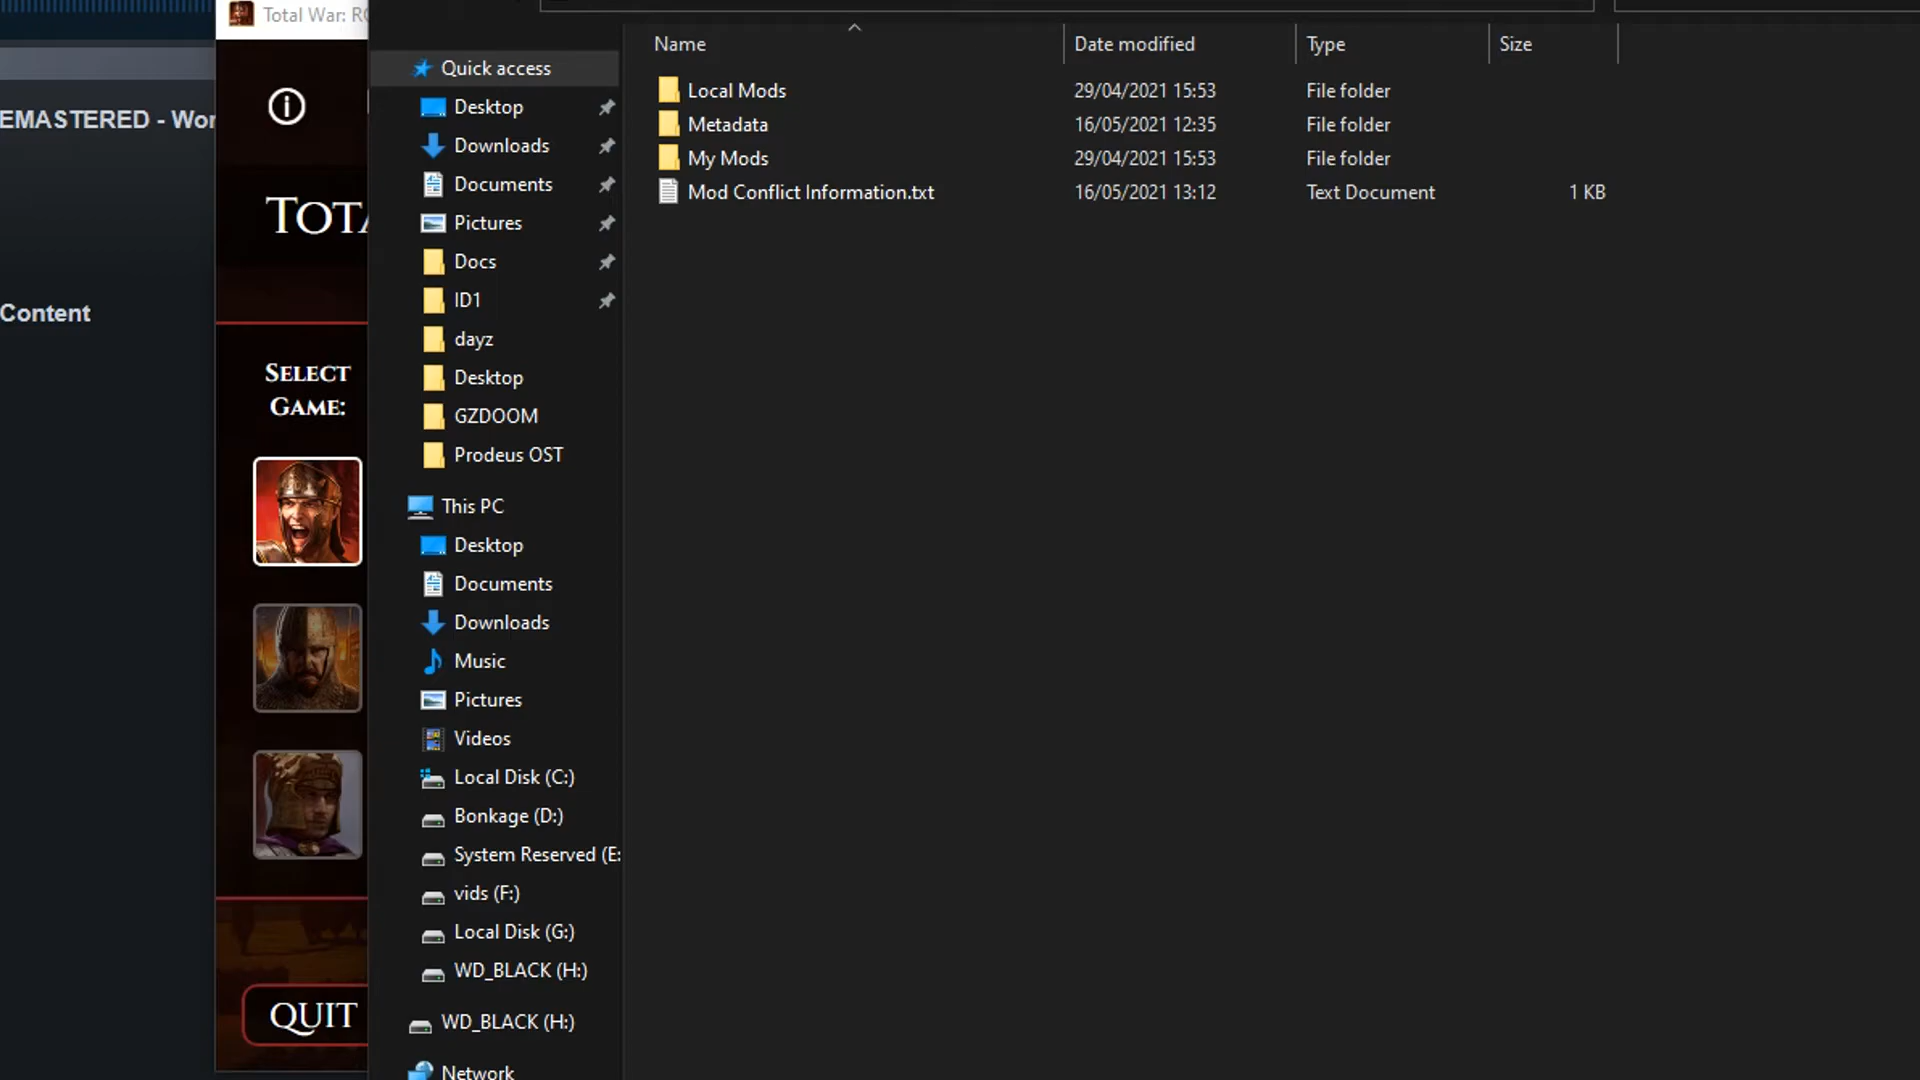 Total War: RO
EMASTERED - Wor
TOTA
Content
SELECT
GAME:
QUIT
Quick access
Desktop
Downloads
Documents
Pictures
Docs
ID1
dayz
Desktop
GZDOOM
Prodeus OST
This PC
Desktop
Documents
Downloads
Music
Pictures
Videos
Local Disk (C:)
Bonkage (D:)
System Reserved (E:
vids (F:)
Local Disk (G:)
WD_BLACK (H:)
WD_BLACK (H:)
Network
Name Date modified Type Size
Local Mods 29/04/2021 15:53 File folder
Metadata 16/05/2021 12:35 File folder
My Mods 29/04/2021 15:53 File folder
Mod Conflict Information.txt 16/05/2021 13:12 Text Document 1 KB